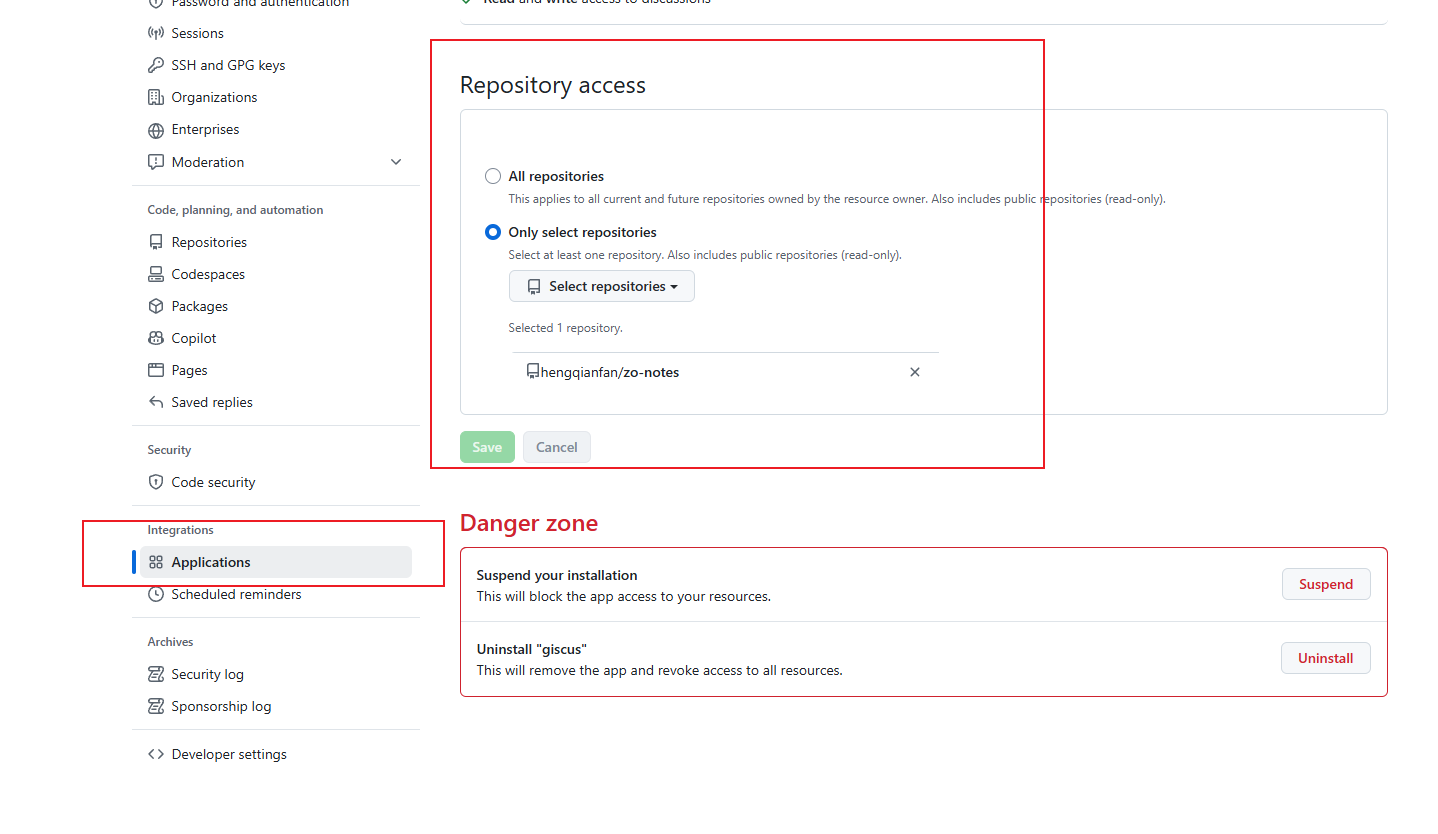 Password and authentication
Sessions
SSH and GPG keys
Organizations
Enterprises
Moderation
Code, planning, and automation
Repositories
Codespaces
Packages
Copilot
Pages
Saved replies
Security
Code security
Integrations
Applications
Scheduled reminders
Archives
Security log
Sponsorship log
Developer settings
Read and write access to discussions
Repository access
All repositories
This applies to all current and future repositories owned by the resource owner. Also includes public repositories (read-only).
Only select repositories
Select at least one repository. Also includes public repositories (read-only).
Select repositories
Selected 1 repository.
hengqianfan/zo-notes
Save Cancel
Danger zone
Suspend your installation
This will block the app access to your resources.
Suspend
Uninstall "giscus"
This will remove the app and revoke access to all resources.
Uninstall